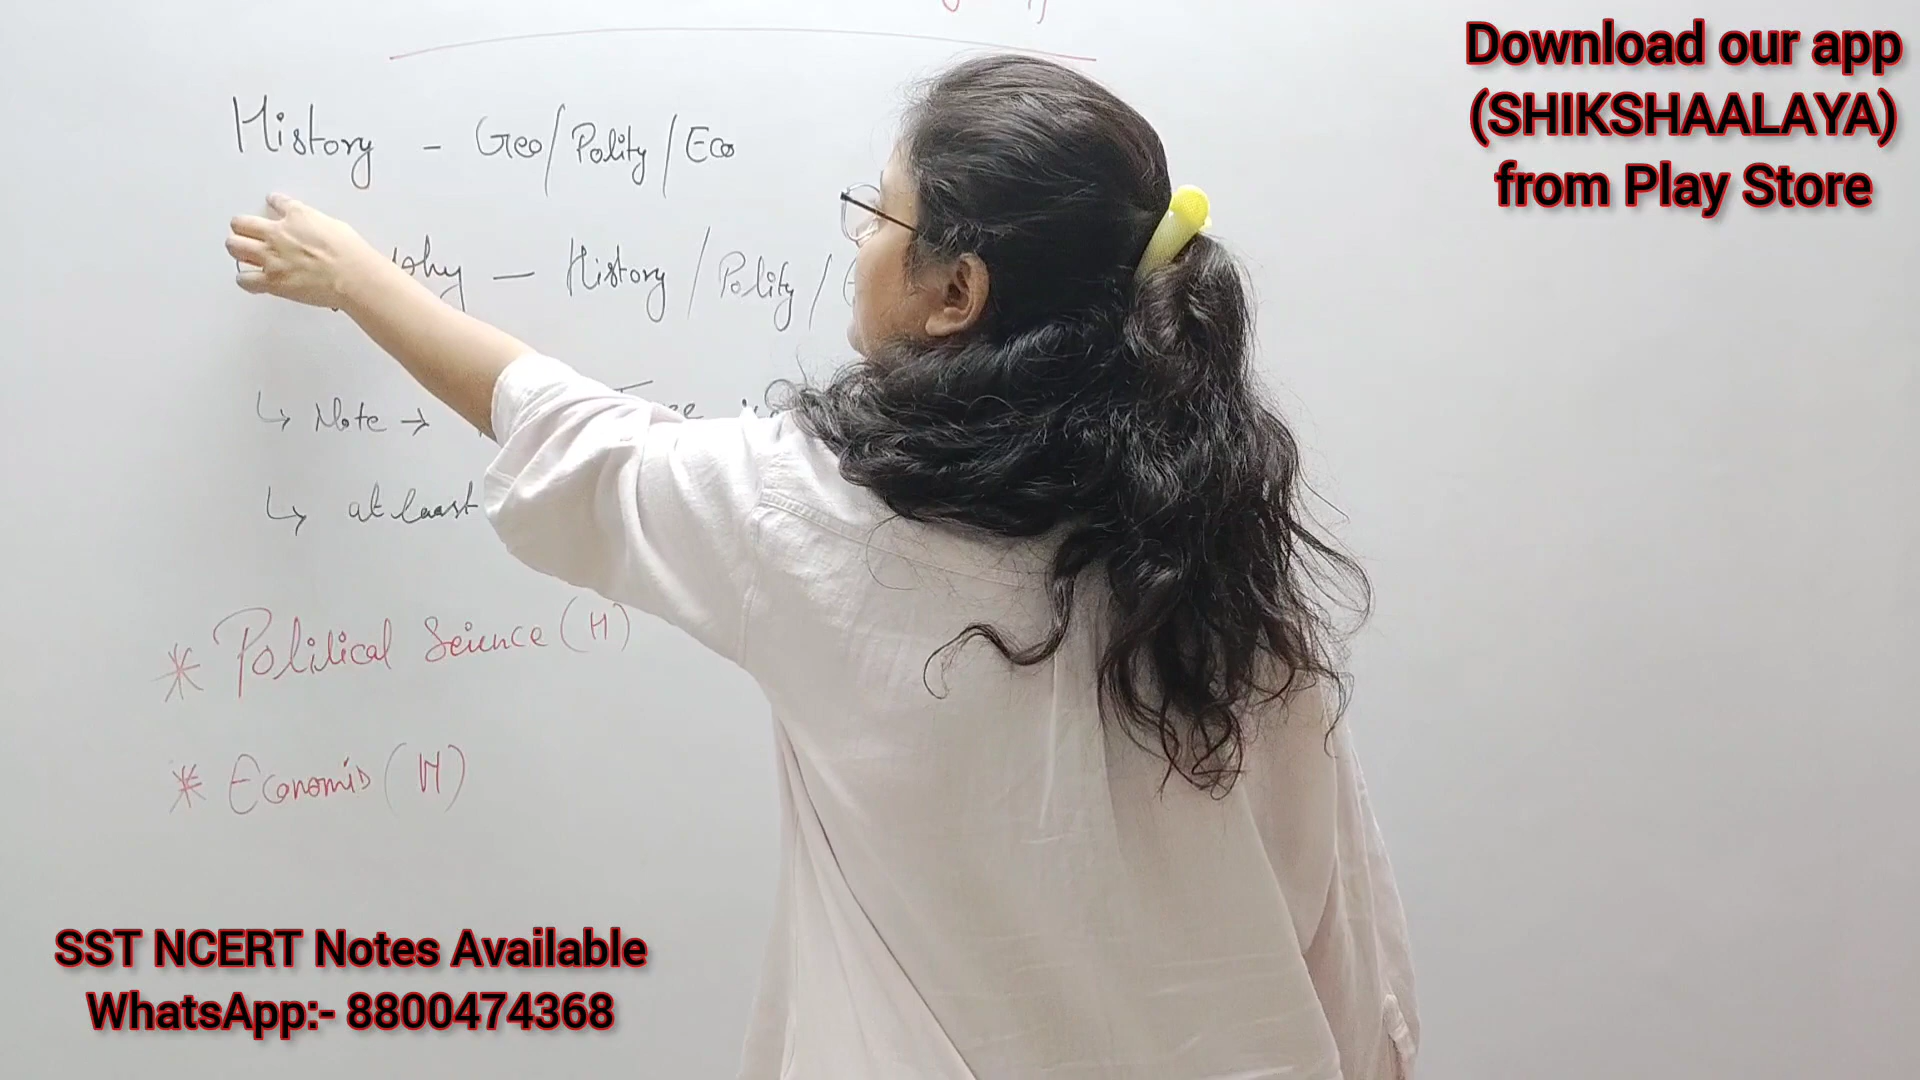 Download our app
(SHIKSHAALAYA)
from Play Store
History - Geo/Polity/Eco
phy - History/Polity/
↳ Note →
↳ at least
* Political Science (H)
* Economis (H)
SST NCERT Notes Available
WhatsApp:- 8800474368